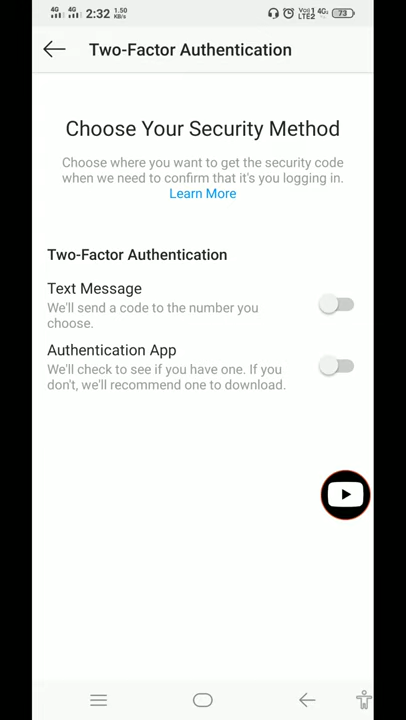 4G 4G 2:32 1.50 KB/s VoLTE2 4G 73
Two-Factor Authentication
Choose Your Security Method
Choose where you want to get the security code
when we need to confirm that it's you logging in.
Learn More
Two-Factor Authentication
Text Message
We'll send a code to the number you
choose.
Authentication App
We'll check to see if you have one. If you
don't, we'll recommend one to download.